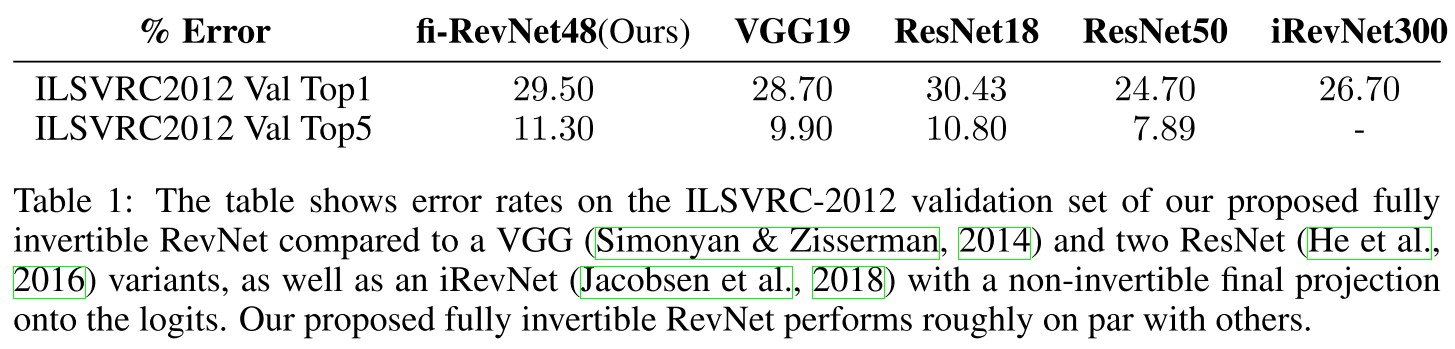 % Error fi-RevNet48(Ours) VGG19 ResNet18 ResNet50 iRevNet300
ILSVRC2012 Val Top1 29.50 28.70 30.43 24.70 26.70
ILSVRC2012 Val Top5 11.30 9.90 10.80 7.89 -
Table 1: The table shows error rates on the ILSVRC-2012 validation set of our proposed fully
invertible RevNet compared to a VGG (Simonyan & Zisserman, 2014) and two ResNet (He et al.,
2016) variants, as well as an iRevNet (Jacobsen et al., 2018) with a non-invertible final projection
onto the logits. Our proposed fully invertible RevNet performs roughly on par with others.